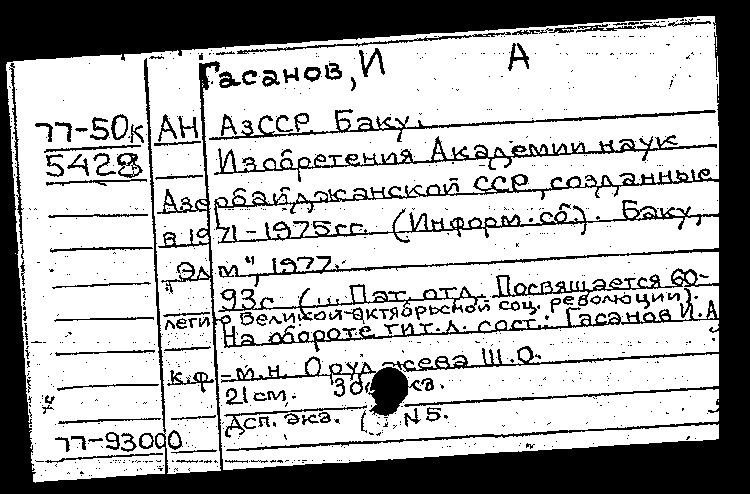 Гасанов, И А
77-50к АН АзССР Баку.
5428 Изобретения Академии наук
Азербайджанской ССР, созданные
в 1971-1975гг. (Информ.сб.). Баку,
"Элм", 1977.
93с (... Пат. отл. Посвящается 60-
летию Великой октябрьской соц. революции).
На обороте тит.л. сост.: Гасанов И.А
к.ф.-м.н. Оруджева Ш.О.
21см. экз.
77-93000 Асп. экз. N5.